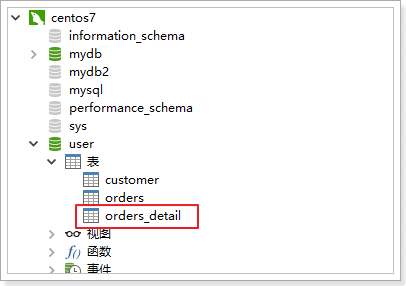 centos7
information_schema
mydb
mydb2
mysql
performance_schema
sys
user
表
customer
orders
orders_detail
视图
f() 函数
事件